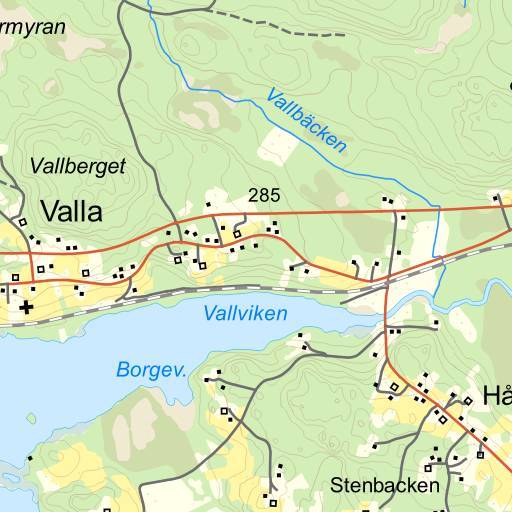 rmyran
Vallbäcken
Vallberget
285
Valla
Vallviken
Borgev.
Hå
Stenbacken